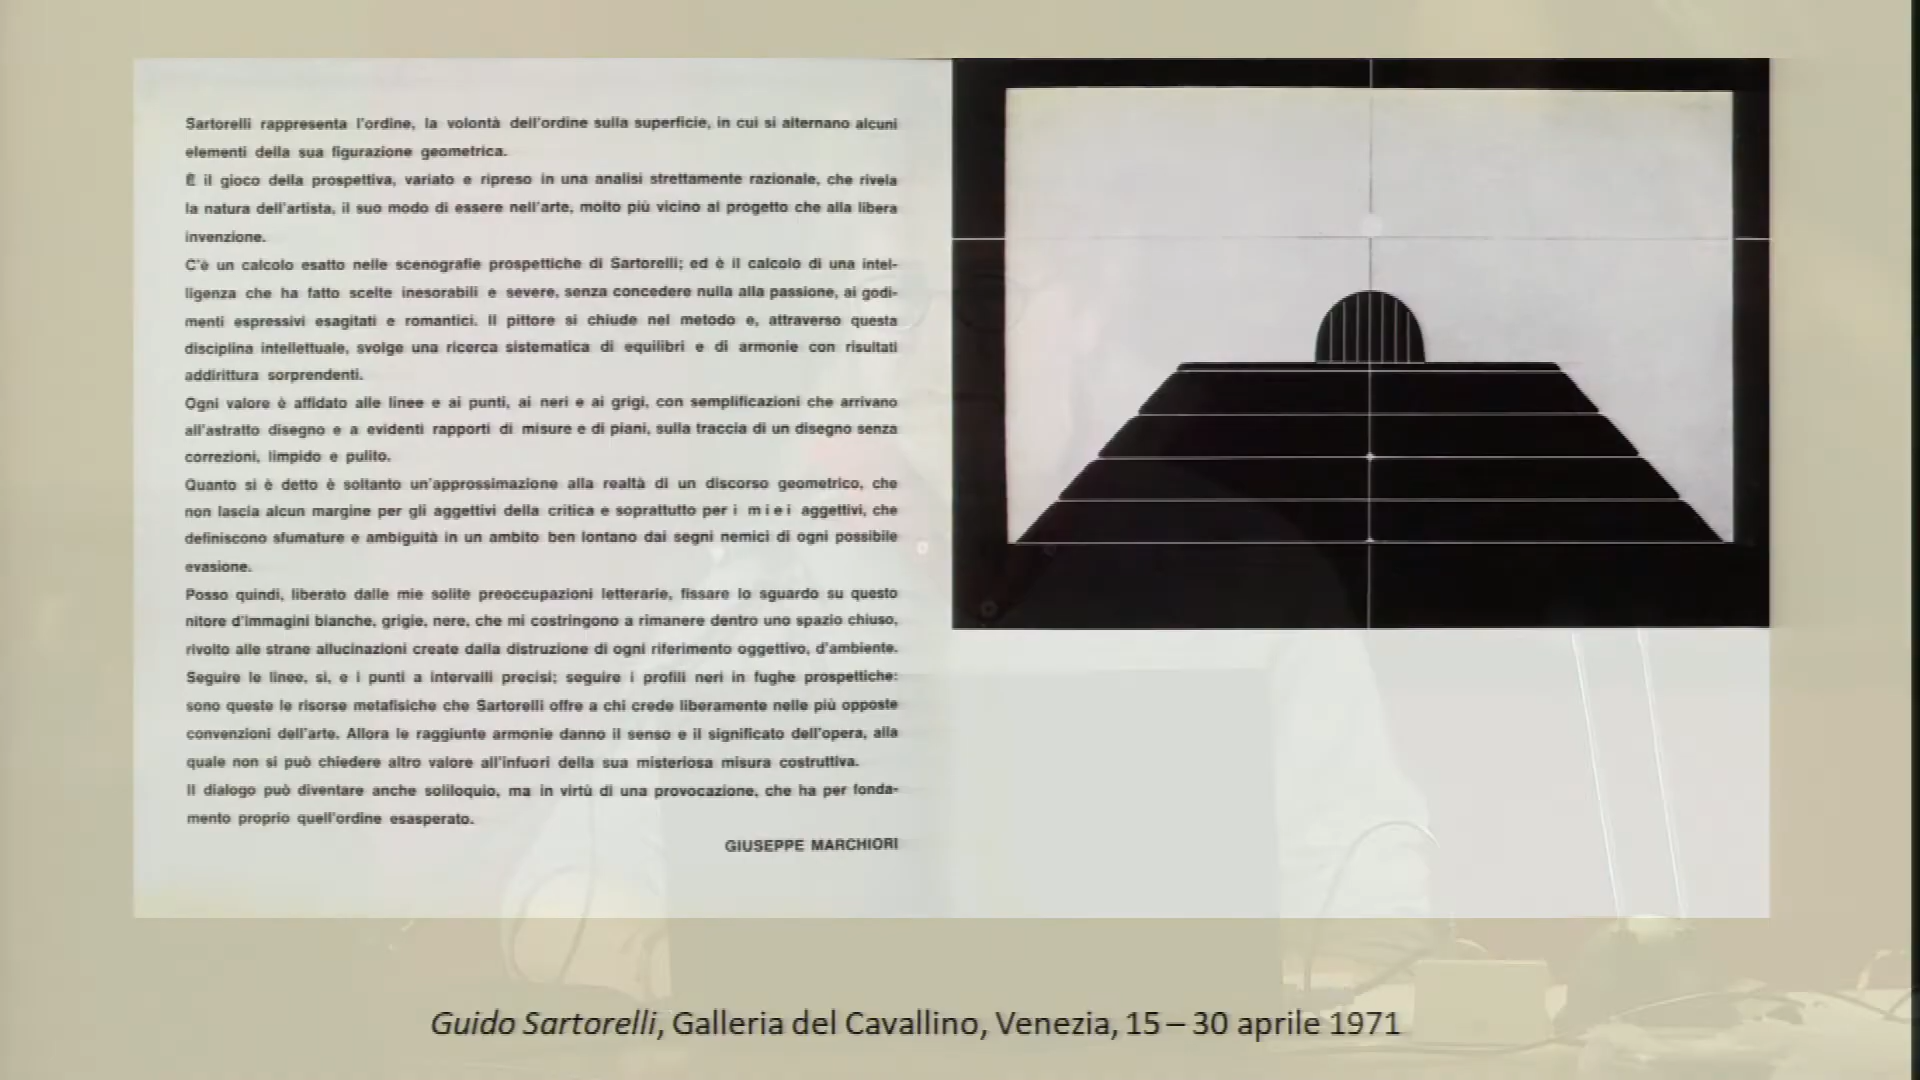 Sartorelli rappresenta l'ordine, la volontà dell'ordine sulla superficie, in cui si alternano alcuni
elementi della sua figurazione geometrica.
È il gioco della prospettiva, variato e ripreso in una analisi strettamente razionale, che rivela
la natura dell'artista, il suo modo di essere nell'arte, molto più vicino al progetto che alla libera
invenzione.
C'è un calcolo esatto nelle scenografie prospettiche di Sartorelli; ed è il calcolo di una intel-
ligenza che ha fatto scelte inesorabili e severe, senza concedere nulla alla passione, ai godi-
menti espressivi esagitati e romantici. Il pittore si chiude nel metodo e, attraverso questa
disciplina intellettuale, svolge una ricerca sistematica di equilibri e di armonie con risultati
addirittura sorprendenti.
Ogni valore è affidato alle linee e ai punti, ai neri e ai grigi, con semplificazioni che arrivano
all'astratto disegno e a evidenti rapporti di misure e di piani, sulla traccia di un disegno senza
correzioni, limpido e pulito.
Quanto si è detto è soltanto un'approssimazione alla realtà di un discorso geometrico, che
non lascia alcun margine per gli aggettivi della critica e soprattutto per i miei aggettivi, che
definiscono sfumature e ambiguità in un ambito ben lontano dai segni nemici di ogni possibile
evasione.
Posso quindi, liberato dalle mie solite preoccupazioni letterarie, fissare lo sguardo su questo
nitore d'immagini bianche, grigie, nere, che mi costringono a rimanere dentro uno spazio chiuso,
rivolto alle strane allucinazioni create dalla distruzione di ogni riferimento oggettivo, d'ambiente.
Seguire le linee, sì, e i punti a intervalli precisi; seguire i profili neri in fughe prospettiche:
sono queste le risorse metafisiche che Sartorelli offre a chi crede liberamente nelle più opposte
convenzioni dell'arte. Allora le raggiunte armonie danno il senso e il significato dell'opera, alla
quale non si può chiedere altro valore all'infuori della sua misteriosa misura costruttiva.
Il dialogo può diventare anche soliloquio, ma in virtù di una provocazione, che ha per fonda-
mento proprio quell'ordine esasperato.
GIUSEPPE MARCHIORI
Guido Sartorelli, Galleria del Cavallino, Venezia, 15 – 30 aprile 1971